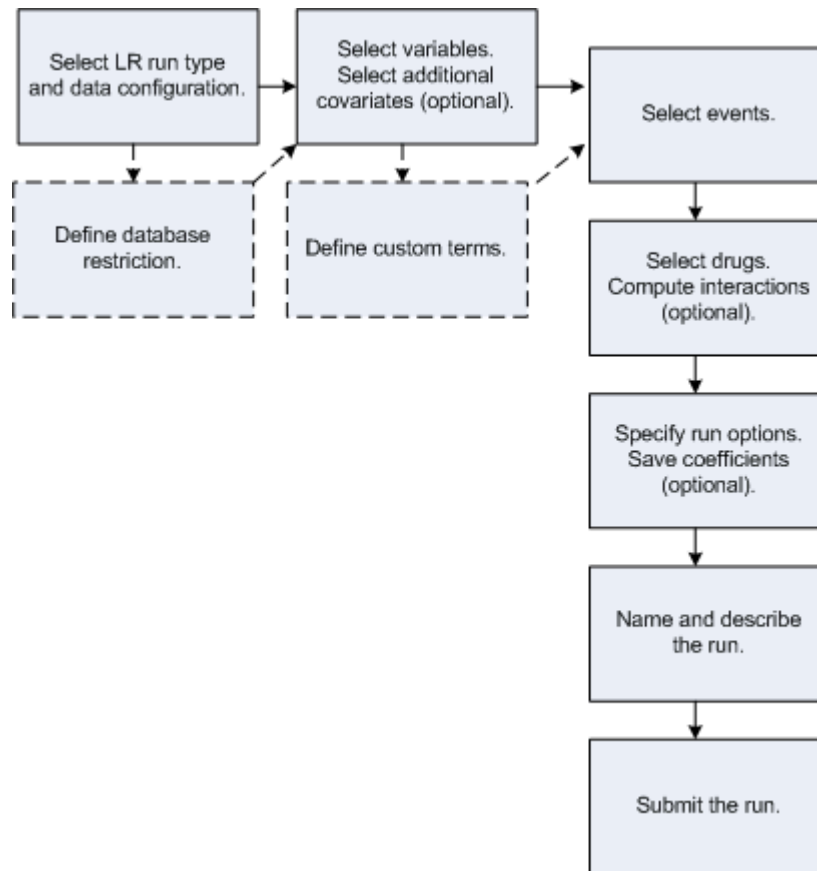 Select LR run type
and data configuration.
Select variables.
Select additional
covariates (optional).
Select events.
Define database
restriction.
Define custom terms.
Select drugs.
Compute interactions
(optional).
Specify run options.
Save coefficients
(optional).
Name and describe
the run.
Submit the run.